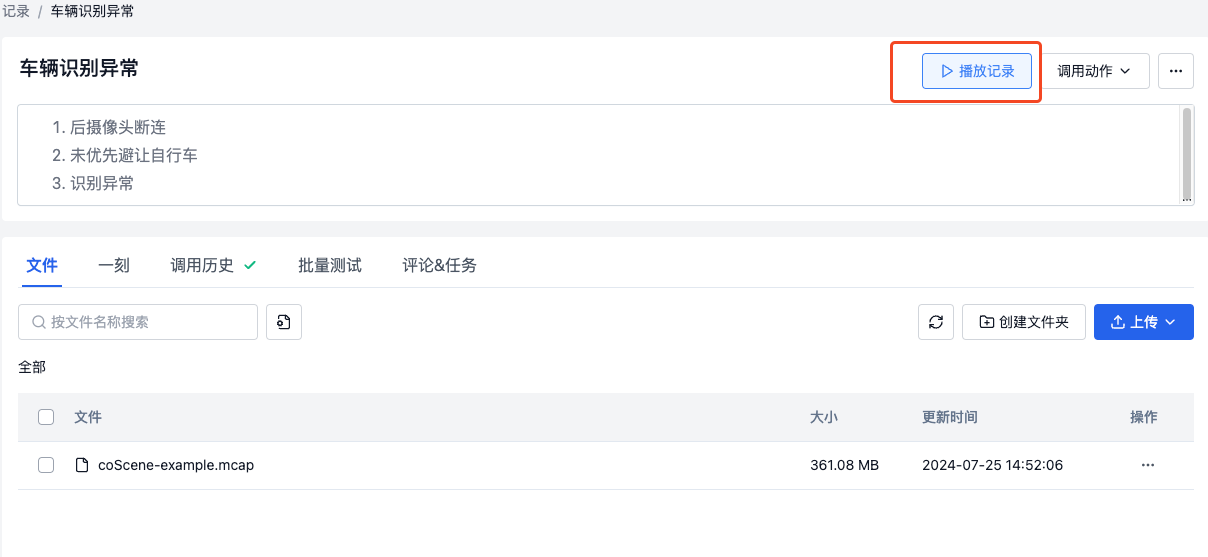 记录 / 车辆识别异常
车辆识别异常
播放记录
调用动作
1. 后摄像头断连
2. 未优先避让自行车
3. 识别异常
文件 一刻 调用历史 批量测试 评论&任务
按文件名称搜索
创建文件夹
上传
全部
文件 大小 更新时间 操作
coScene-example.mcap 361.08 MB 2024-07-25 14:52:06